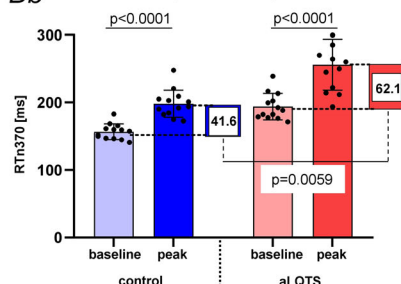 p<0.0001 p<0.0001
300
200
100
0
RTn370 [ms]
41.6
62.1
p=0.0059
baseline peak baseline peak
control aLQTS